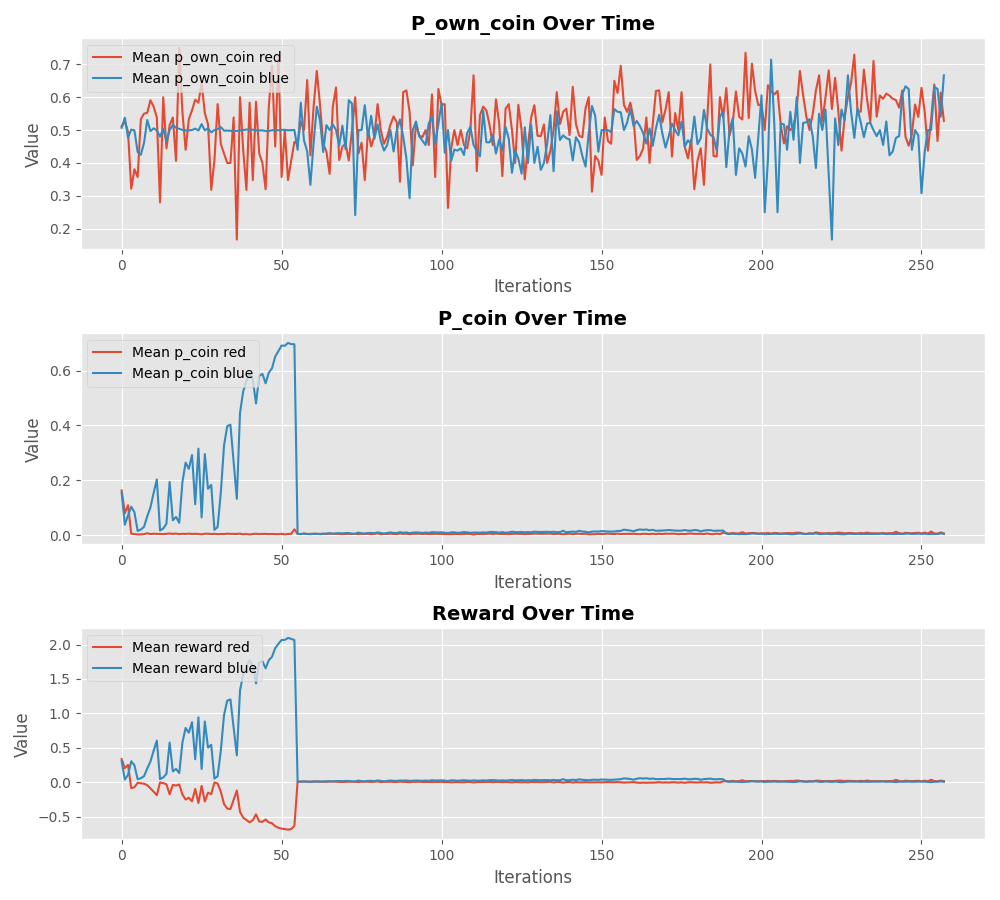 P_own_coin Over Time
Mean p_own_coin red
Mean p_own_coin blue
Value
0.7
0.6
0.5
0.4
0.3
0.2
0 50 100 150 200 250
Iterations
P_coin Over Time
Mean p_coin red
Mean p_coin blue
Value
0.6
0.4
0.2
0.0
0 50 100 150 200 250
Iterations
Reward Over Time
Mean reward red
Mean reward blue
Value
2.0
1.5
1.0
0.5
0.0
−0.5
0 50 100 150 200 250
Iterations